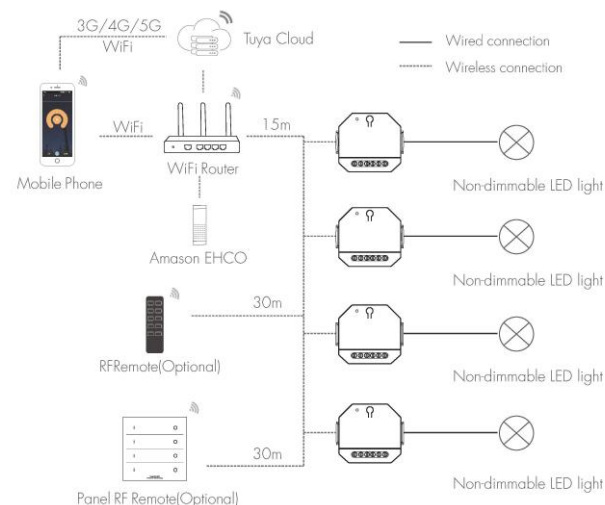 3G/4G/5G
WiFi
Tuya Cloud
Wired connection
Wireless connection
WiFi
15m
WiFi Router
Mobile Phone
Non-dimmable LED light
Amason EHCO
Non-dimmable LED light
30m
RFRemote(Optional)
Non-dimmable LED light
30m
Non-dimmable LED light
Panel RF Remote(Optional)